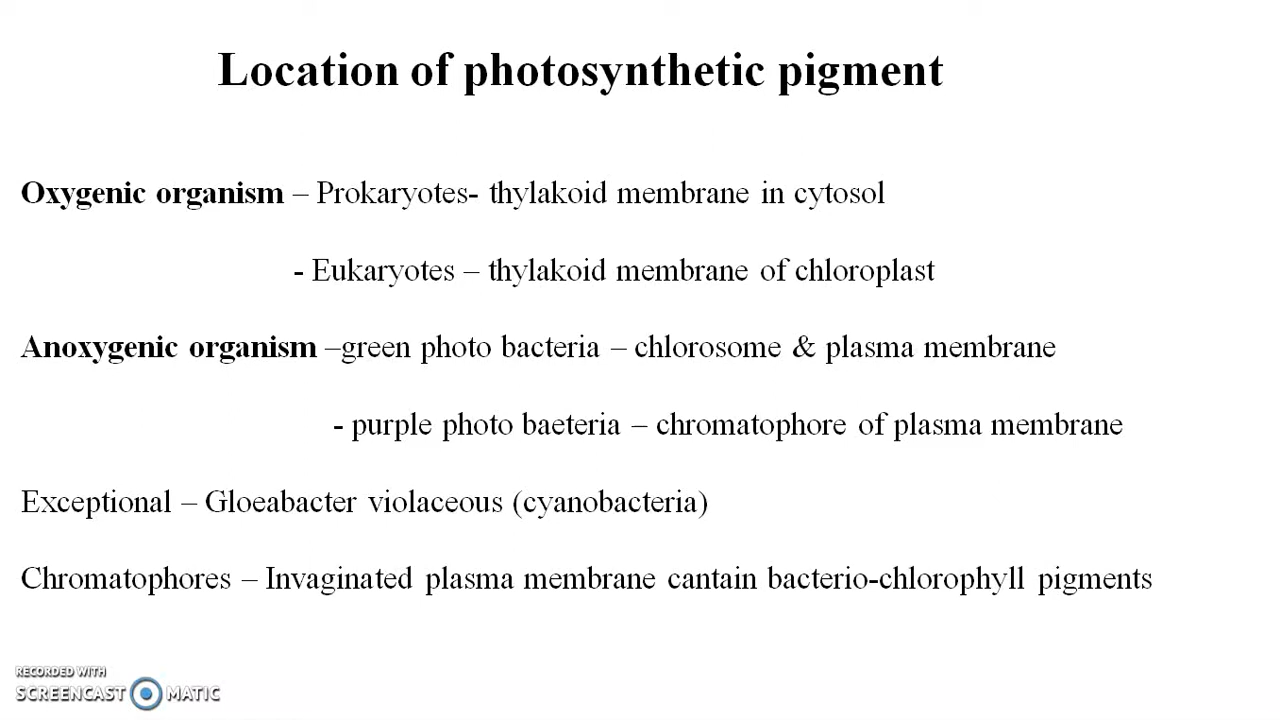 Location of photosynthetic pigment
Oxygenic organism – Prokaryotes- thylakoid membrane in cytosol
- Eukaryotes – thylakoid membrane of chloroplast
Anoxygenic organism –green photo bacteria – chlorosome & plasma membrane
- purple photo baeteria – chromatophore of plasma membrane
Exceptional – Gloeabacter violaceous (cyanobacteria)
Chromatophores – Invaginated plasma membrane cantain bacterio-chlorophyll pigments
RECORDED WITH
SCREENCAST MATIC